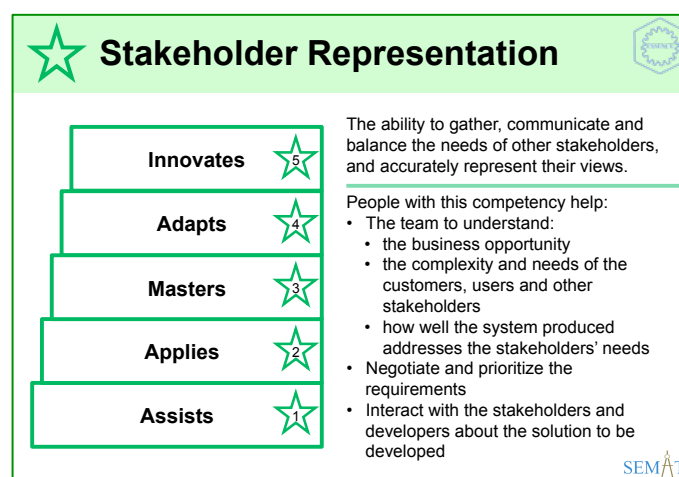 Stakeholder Representation
ESSENCE
Innovates 5
Adapts 4
Masters 3
Applies 2
Assists 1
The ability to gather, communicate and
balance the needs of other stakeholders,
and accurately represent their views.
People with this competency help:
• The team to understand:
• the business opportunity
• the complexity and needs of the
customers, users and other
stakeholders
• how well the system produced
addresses the stakeholders’ needs
• Negotiate and prioritize the
requirements
• Interact with the stakeholders and
developers about the solution to be
developed
SEMAT